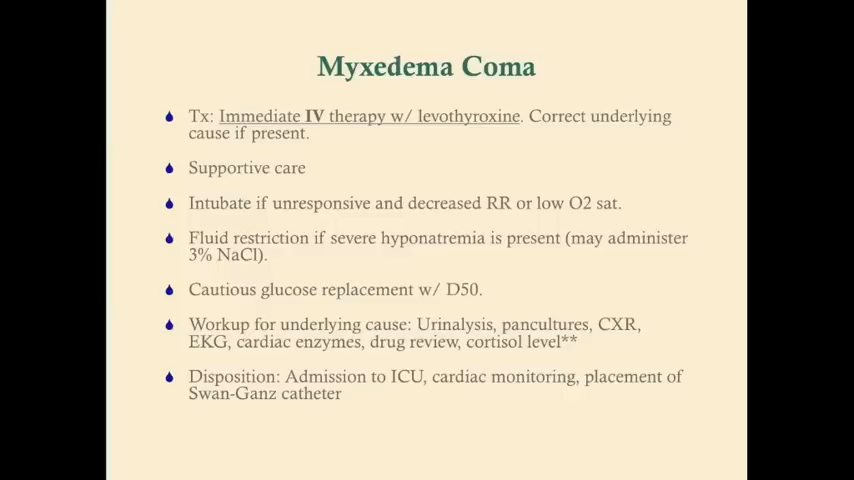 Myxedema Coma
Tx: Immediate IV therapy w/ levothyroxine. Correct underlying
cause if present.
Supportive care
Intubate if unresponsive and decreased RR or low O2 sat.
Fluid restriction if severe hyponatremia is present (may administer
3% NaCl).
Cautious glucose replacement w/ D50.
Workup for underlying cause: Urinalysis, pancultures, CXR,
EKG, cardiac enzymes, drug review, cortisol level**
Disposition: Admission to ICU, cardiac monitoring, placement of
Swan-Ganz catheter